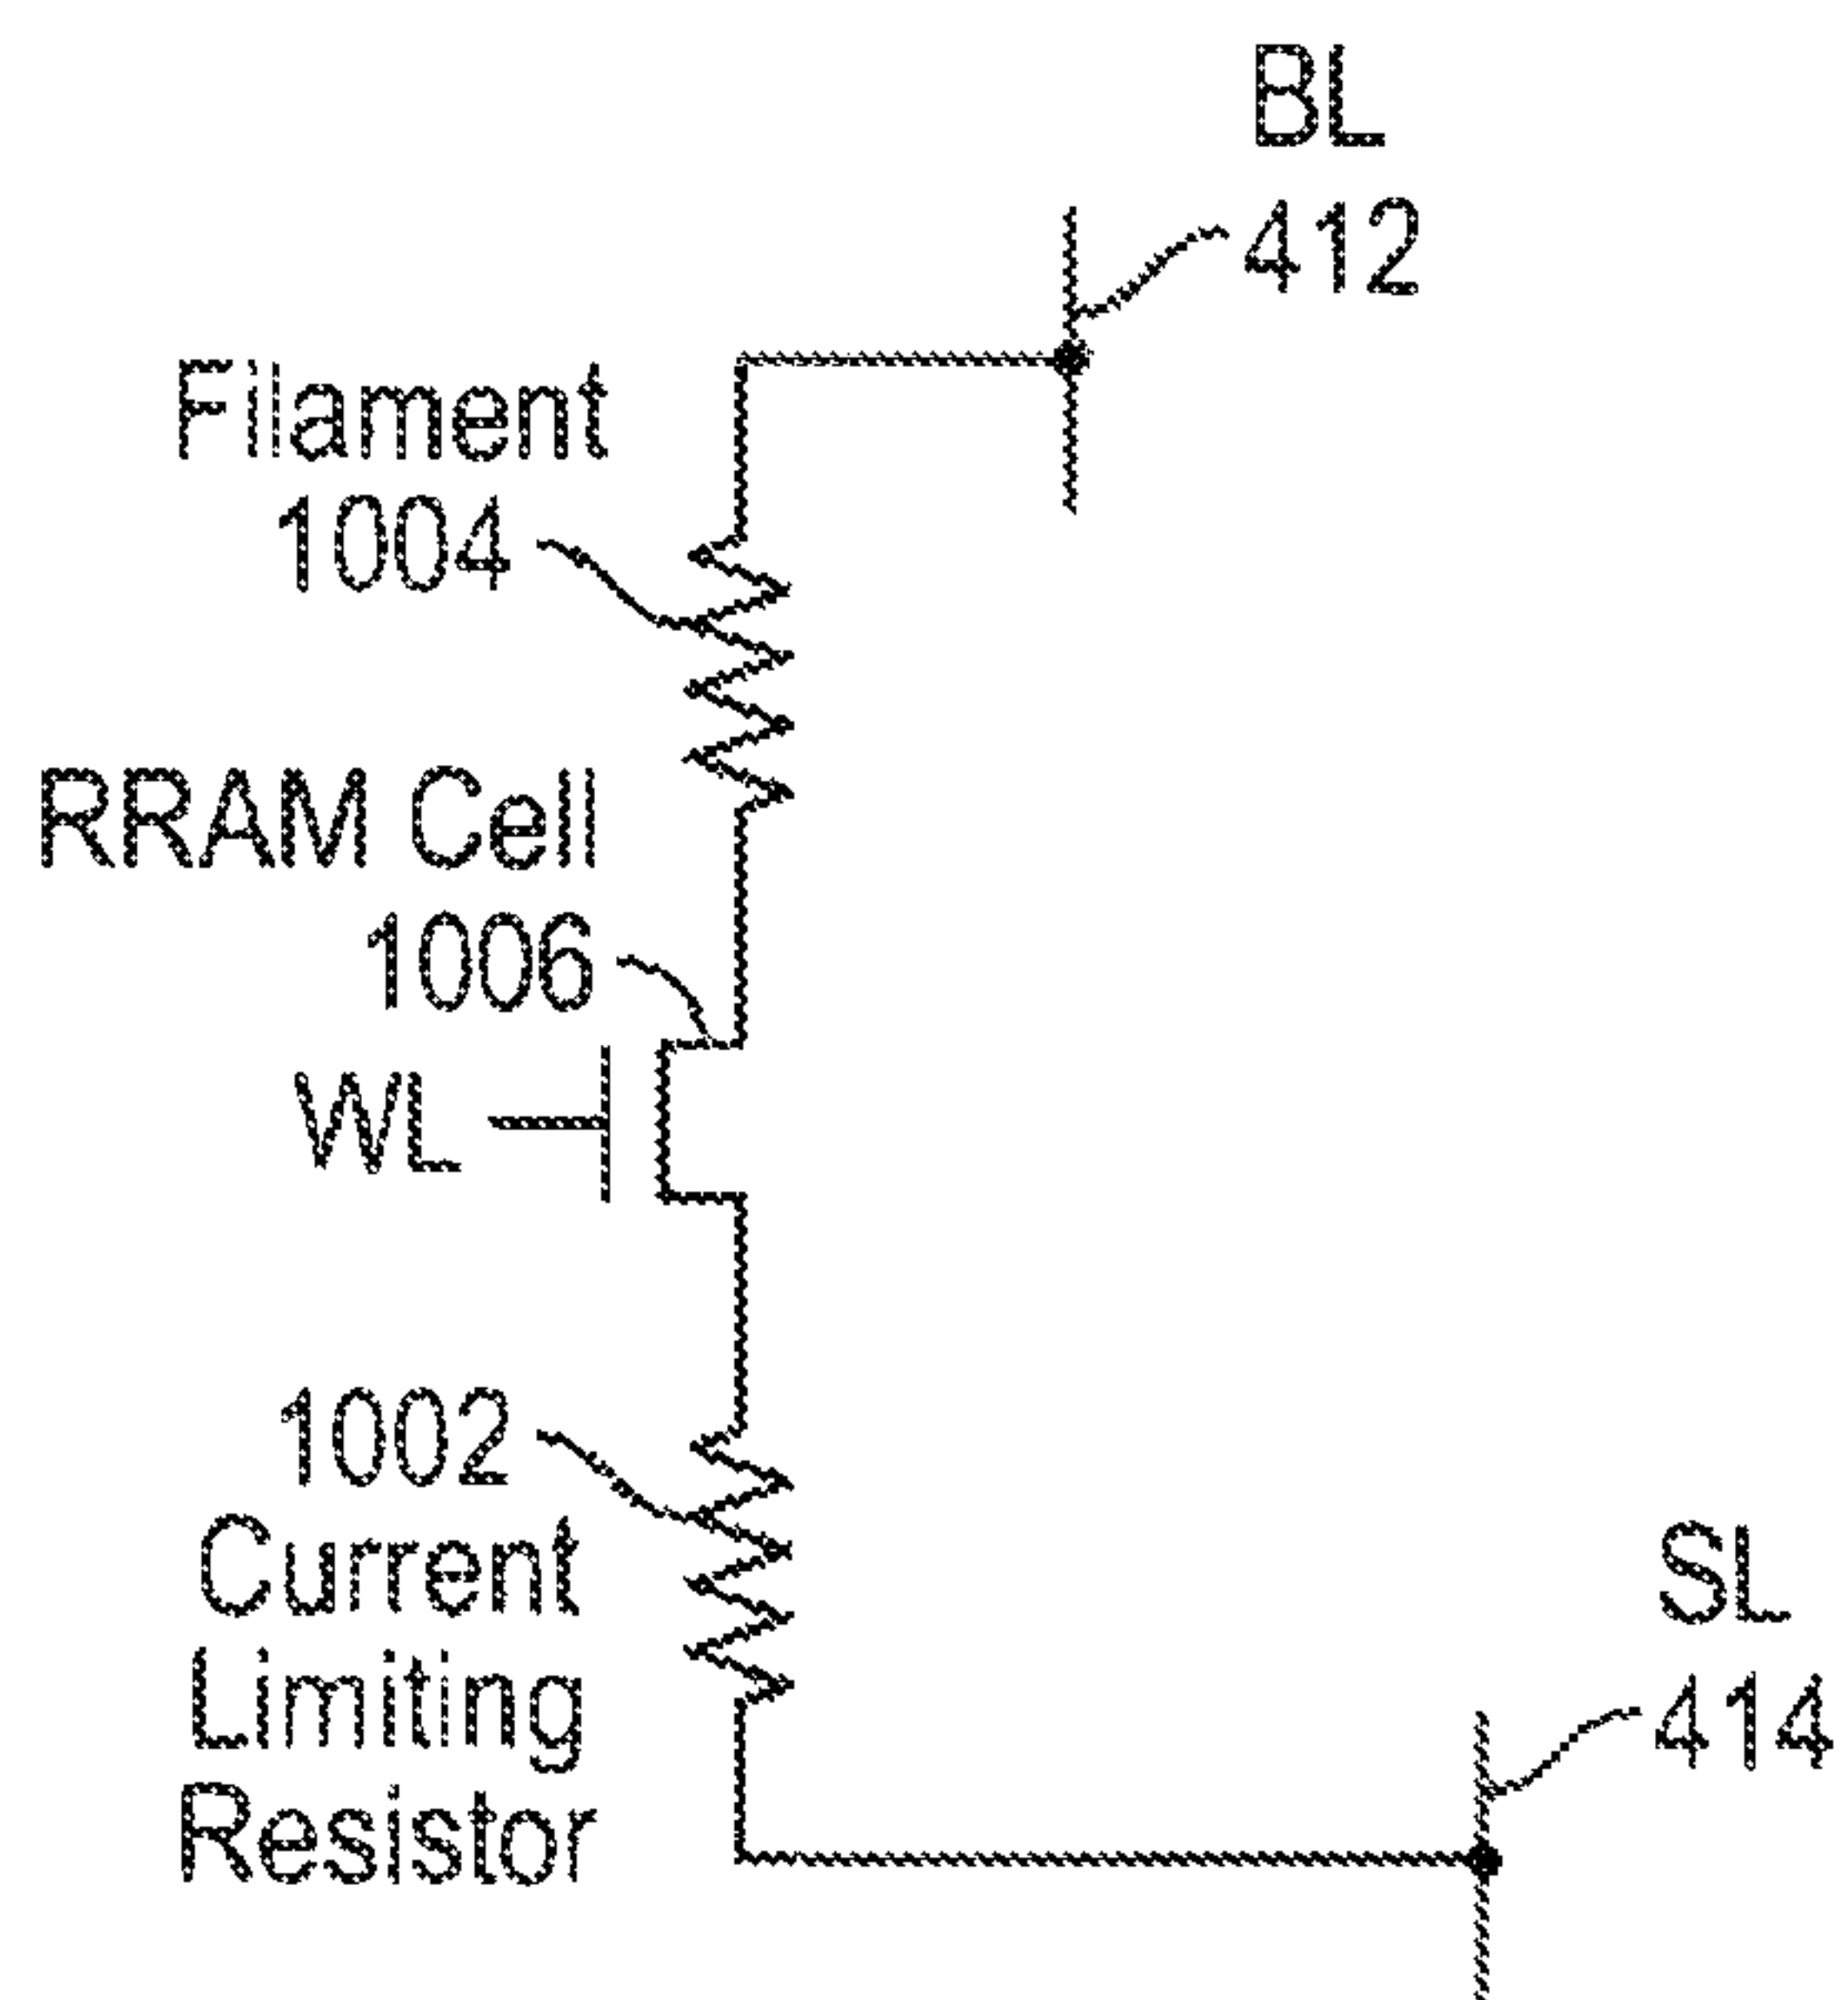 BL
412
Filament
1004
RRAM Cell
1006
WL
1002
Current
Limiting
Resistor
SL
414